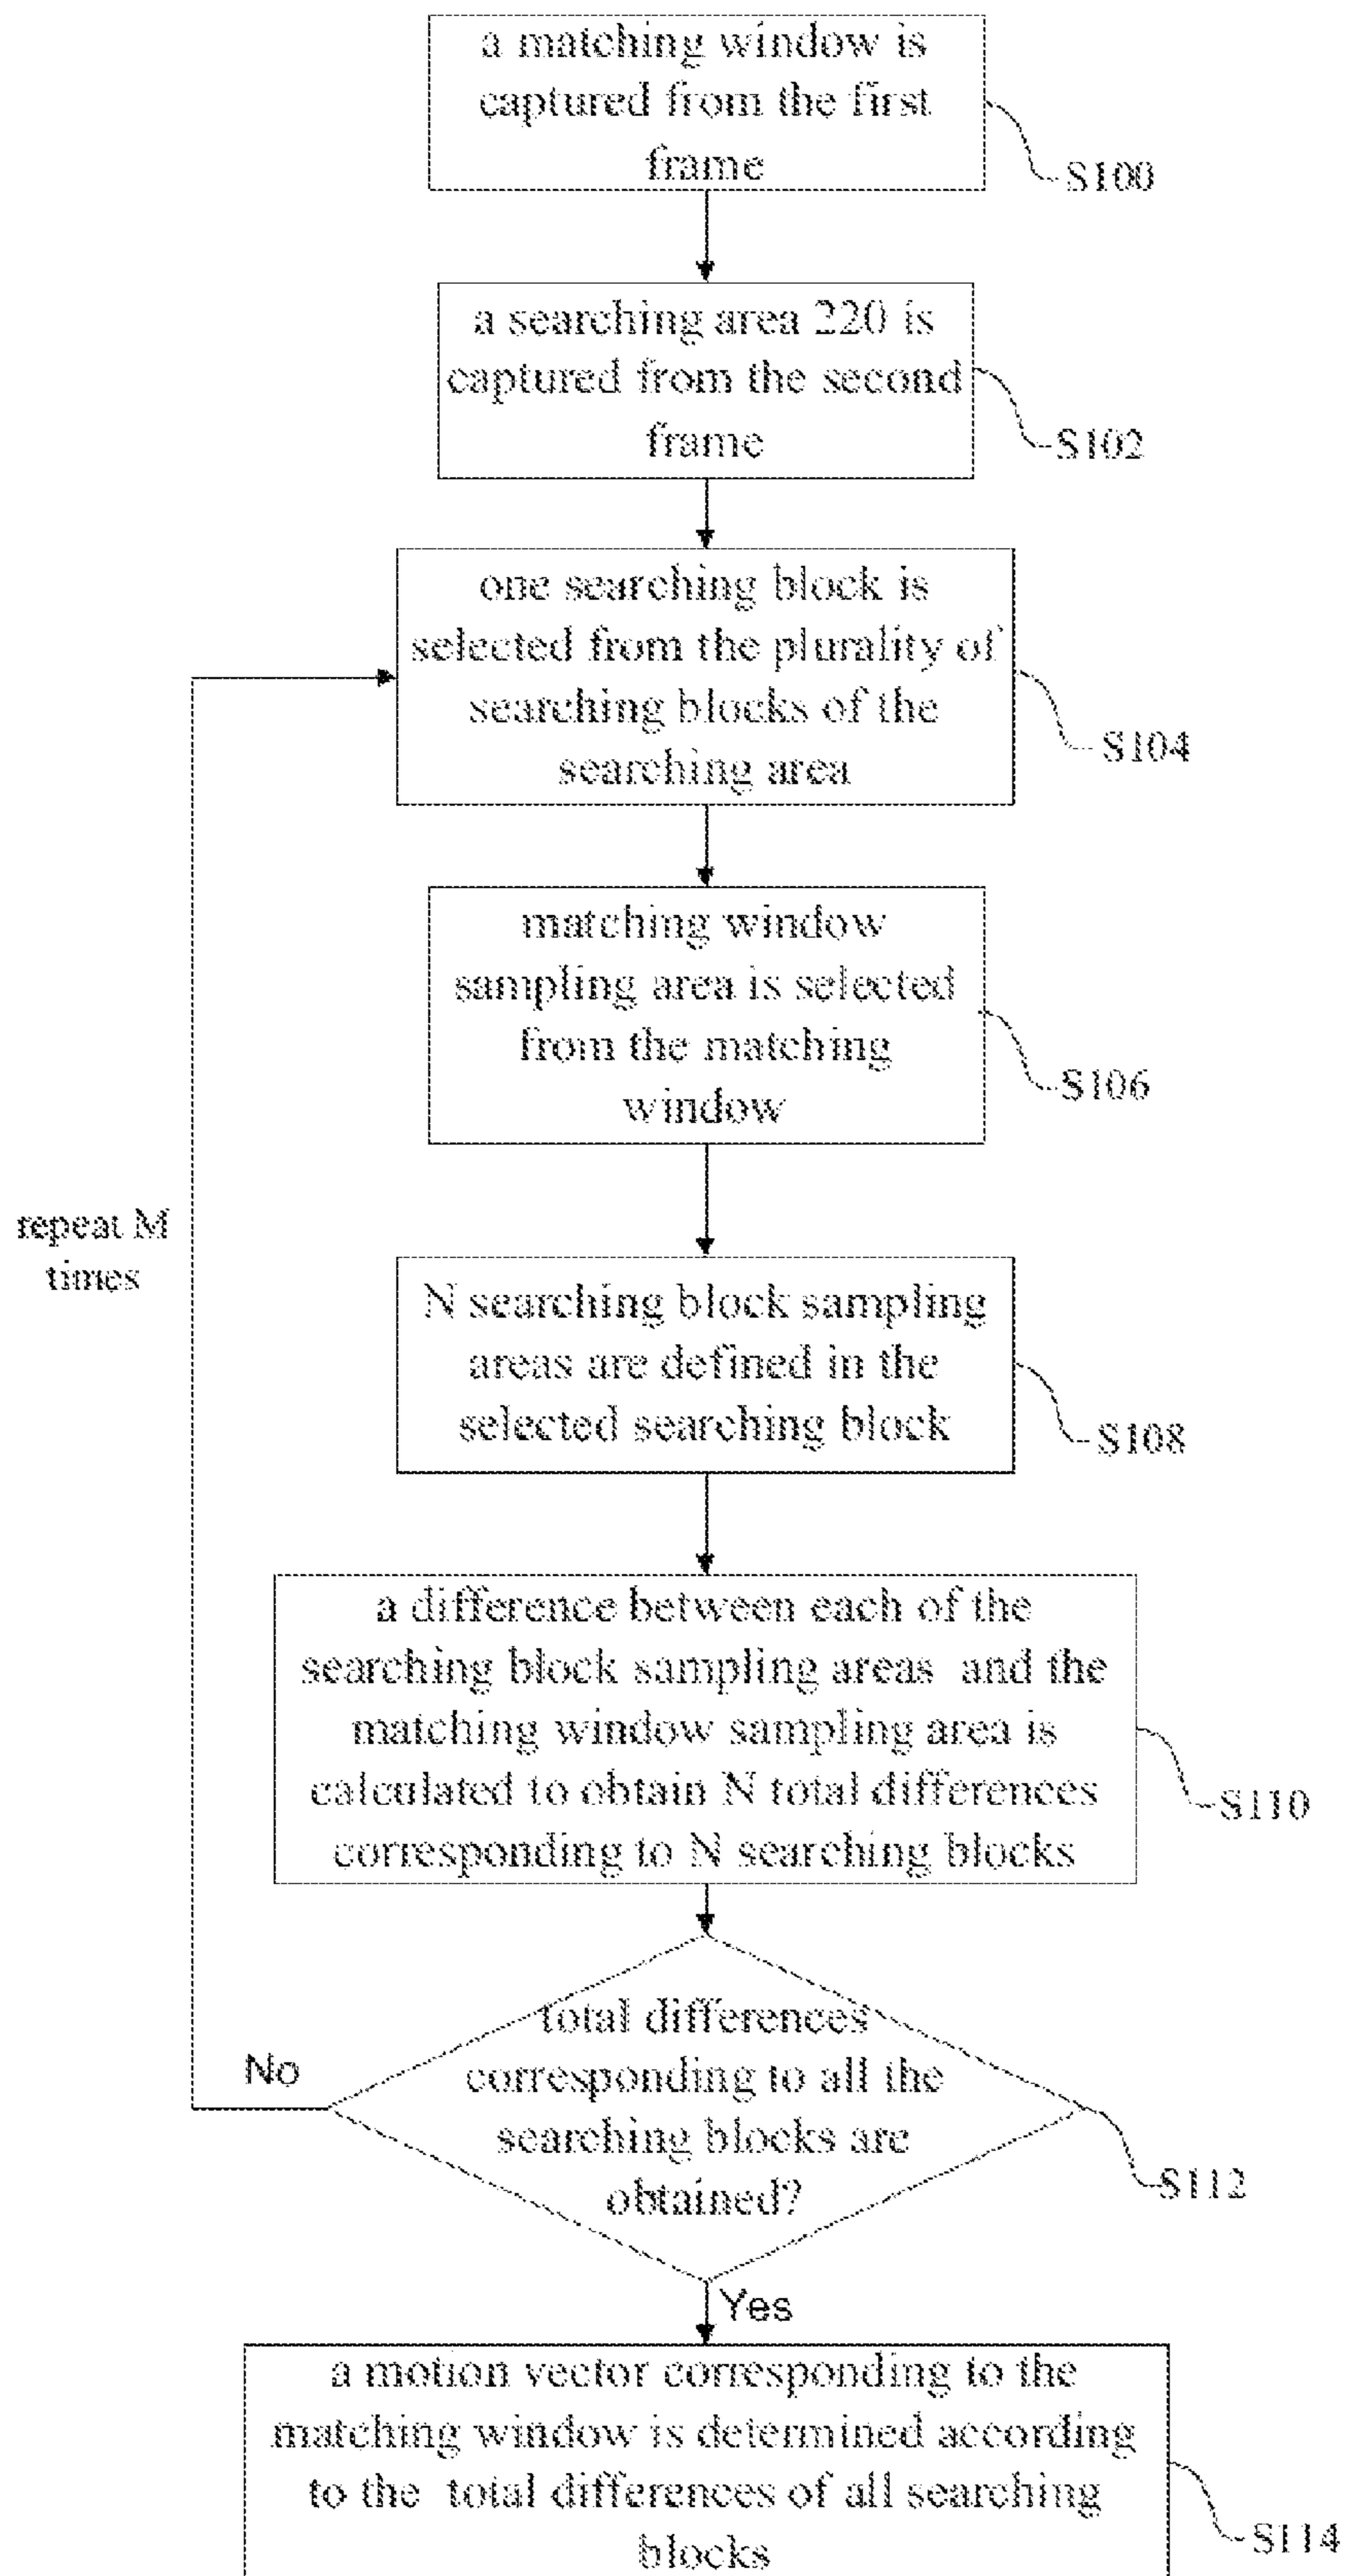 a matching window is
captured from the first
frame
S100
a searching area 220 is
captured from the second
frame
S102
one searching block is
selected from the plurality of
searching blocks of the
searching area
S104
matching window
sampling area is selected
from the matching
window
S106
repeat M
times
N searching block sampling
areas are defined in the
selected searching block
S108
a difference between each of the
searching block sampling areas and the
matching window sampling area is
calculated to obtain N total differences
corresponding to N searching blocks
S110
total differences
corresponding to all the
searching blocks are
obtained?
No
S112
Yes
a motion vector corresponding to the
matching window is determined according
to the total differences of all searching
blocks
S114